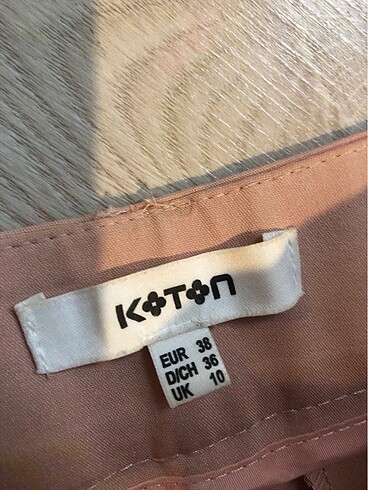 KOTON
EUR 38
D/CH 36
UK 10